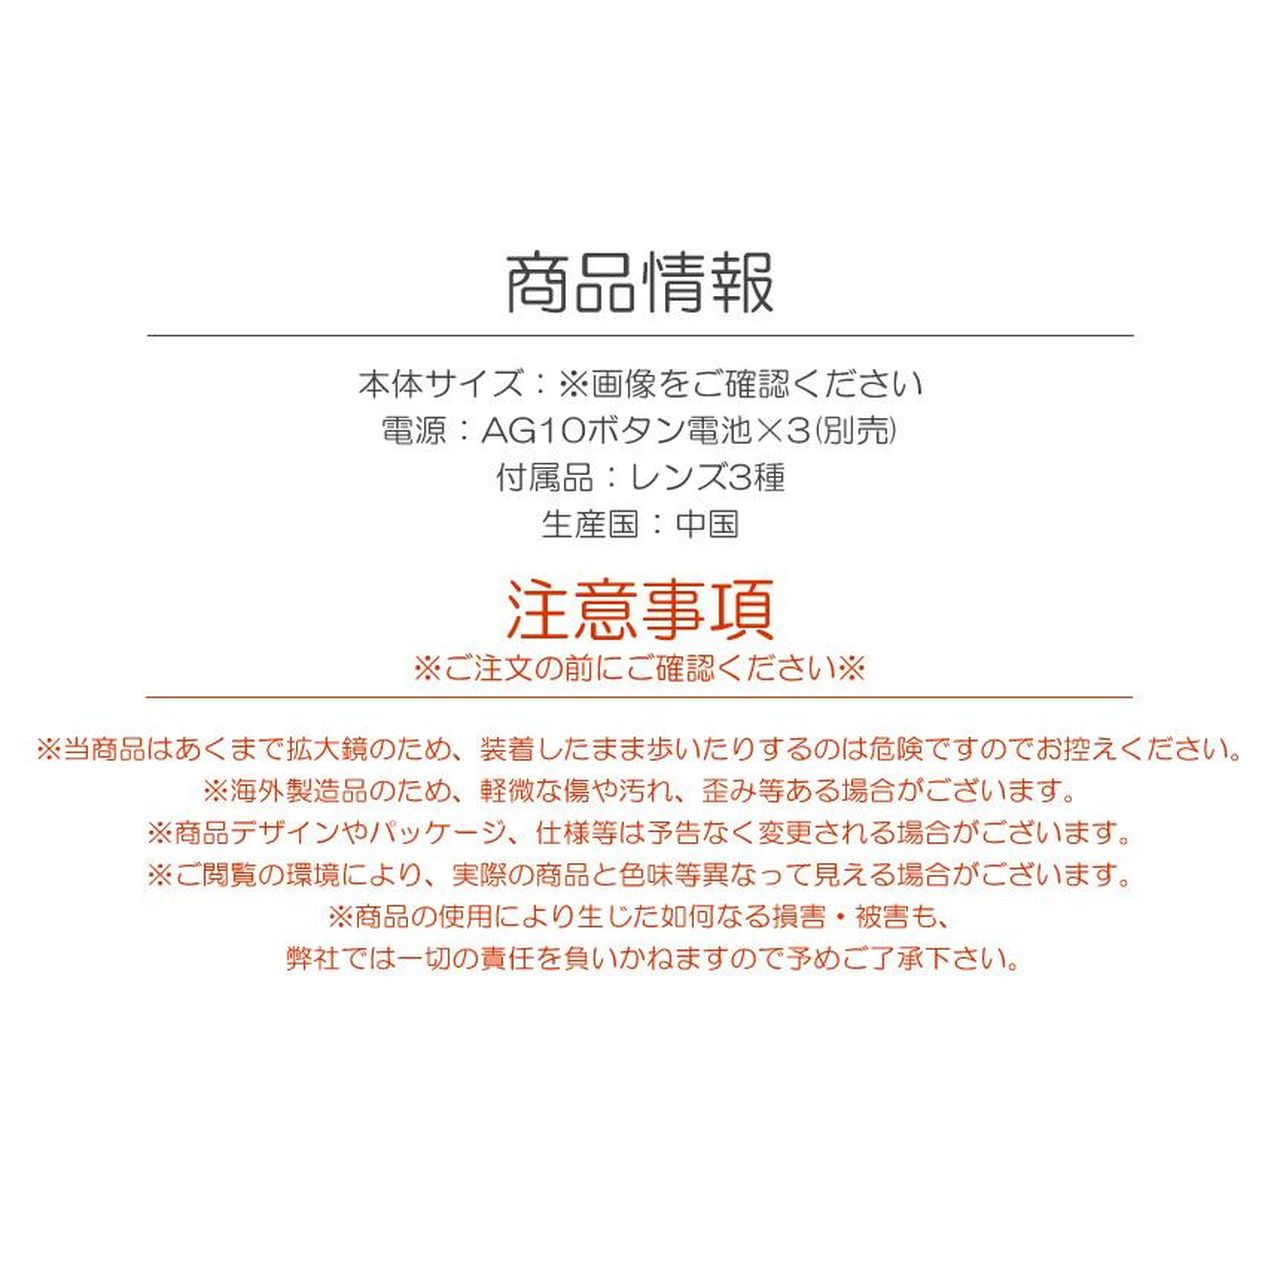 商品情報
本体サイズ：※画像をご確認ください
電源：AG10ボタン電池×3(別売)
付属品：レンズ3種
生産国：中国
注意事項
※ご注文の前にご確認ください※
※当商品はあくまで拡大鏡のため、装着したまま歩いたりするのは危険ですのでお控えください。
※海外製造品のため、軽微な傷や汚れ、歪み等ある場合がございます。
※商品デザインやパッケージ、仕様等は予告なく変更される場合がございます。
※ご閲覧の環境により、実際の商品と色味等異なって見える場合がございます。
※商品の使用により生じた如何なる損害・被害も、
弊社では一切の責任を負いかねますので予めご了承下さい。